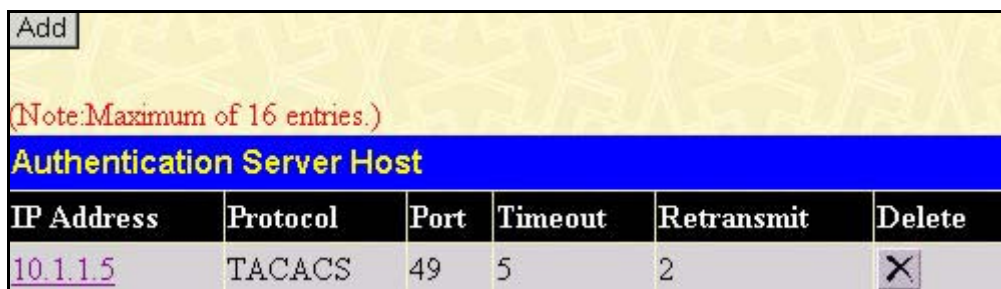 Add
(Note:Maximum of 16 entries.)
Authentication Server Host
IP Address Protocol Port Timeout Retransmit Delete
10.1.1.5 TACACS 49 5 2